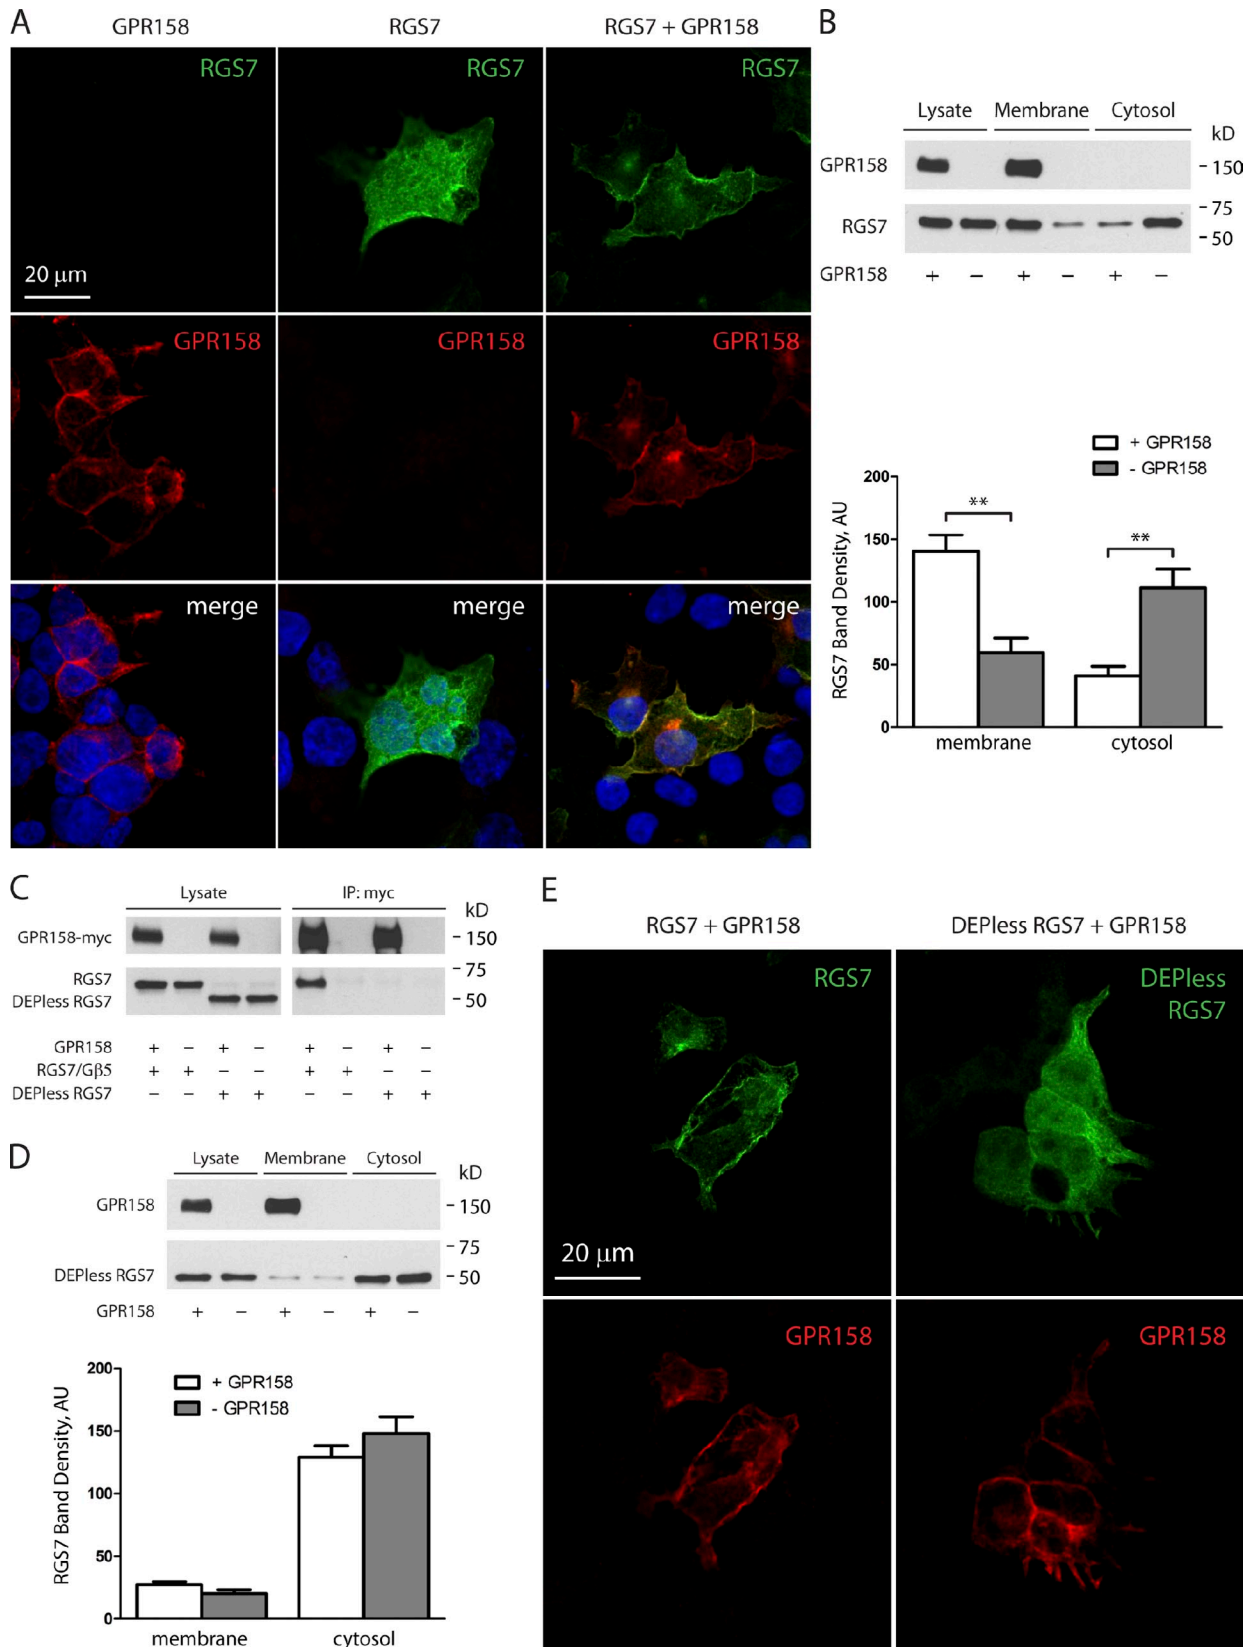 A
GPR158 RGS7 RGS7 + GPR158
RGS7 RGS7 RGS7
20 μm
GPR158 GPR158 GPR158
merge merge merge
B
Lysate Membrane Cytosol
kD
GPR158 - 150
- 75
RGS7
- 50
GPR158 + − + − + −
+ GPR158
- GPR158
RGS7 Band Density, AU
200
150
100
50
0
** **
membrane cytosol
C
Lysate IP: myc
kD
GPR158-myc - 150
- 75
RGS7
DEPless RGS7 - 50
GPR158 + − + − + − + −
RGS7/Gβ5 + + − − + + − −
DEPless RGS7 − − + + − − + +
D
Lysate Membrane Cytosol
kD
GPR158 - 150
- 75
DEPless RGS7 - 50
GPR158 + − + − + −
+ GPR158
- GPR158
RGS7 Band Density, AU
200
150
100
50
0
membrane cytosol
E
RGS7 + GPR158 DEPless RGS7 + GPR158
RGS7 DEPless
RGS7
20 μm
GPR158 GPR158